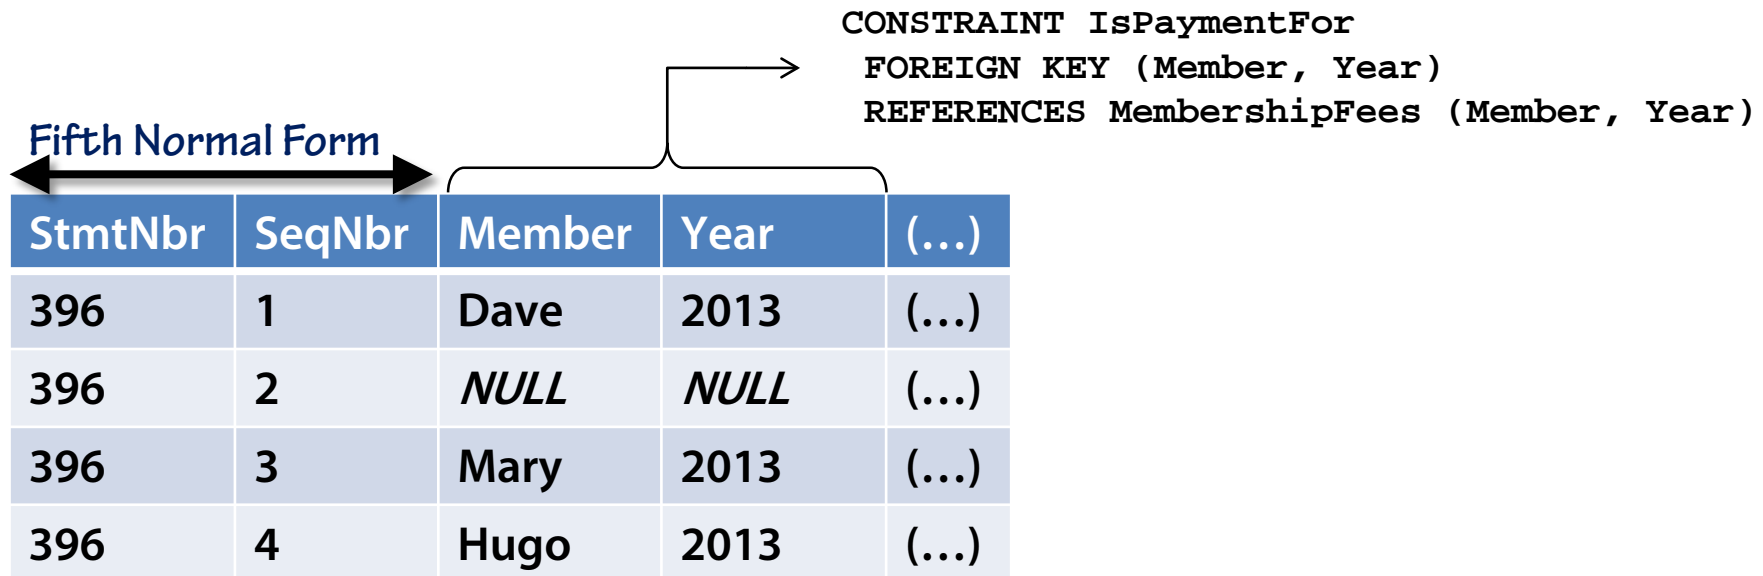 CONSTRAINT IsPaymentFor
FOREIGN KEY (Member, Year)
REFERENCES MembershipFees (Member, Year)
Fifth Normal Form
StmtNbr SeqNbr Member Year (...)
396 1 Dave 2013 (...)
396 2 NULL NULL (...)
396 3 Mary 2013 (...)
396 4 Hugo 2013 (...)